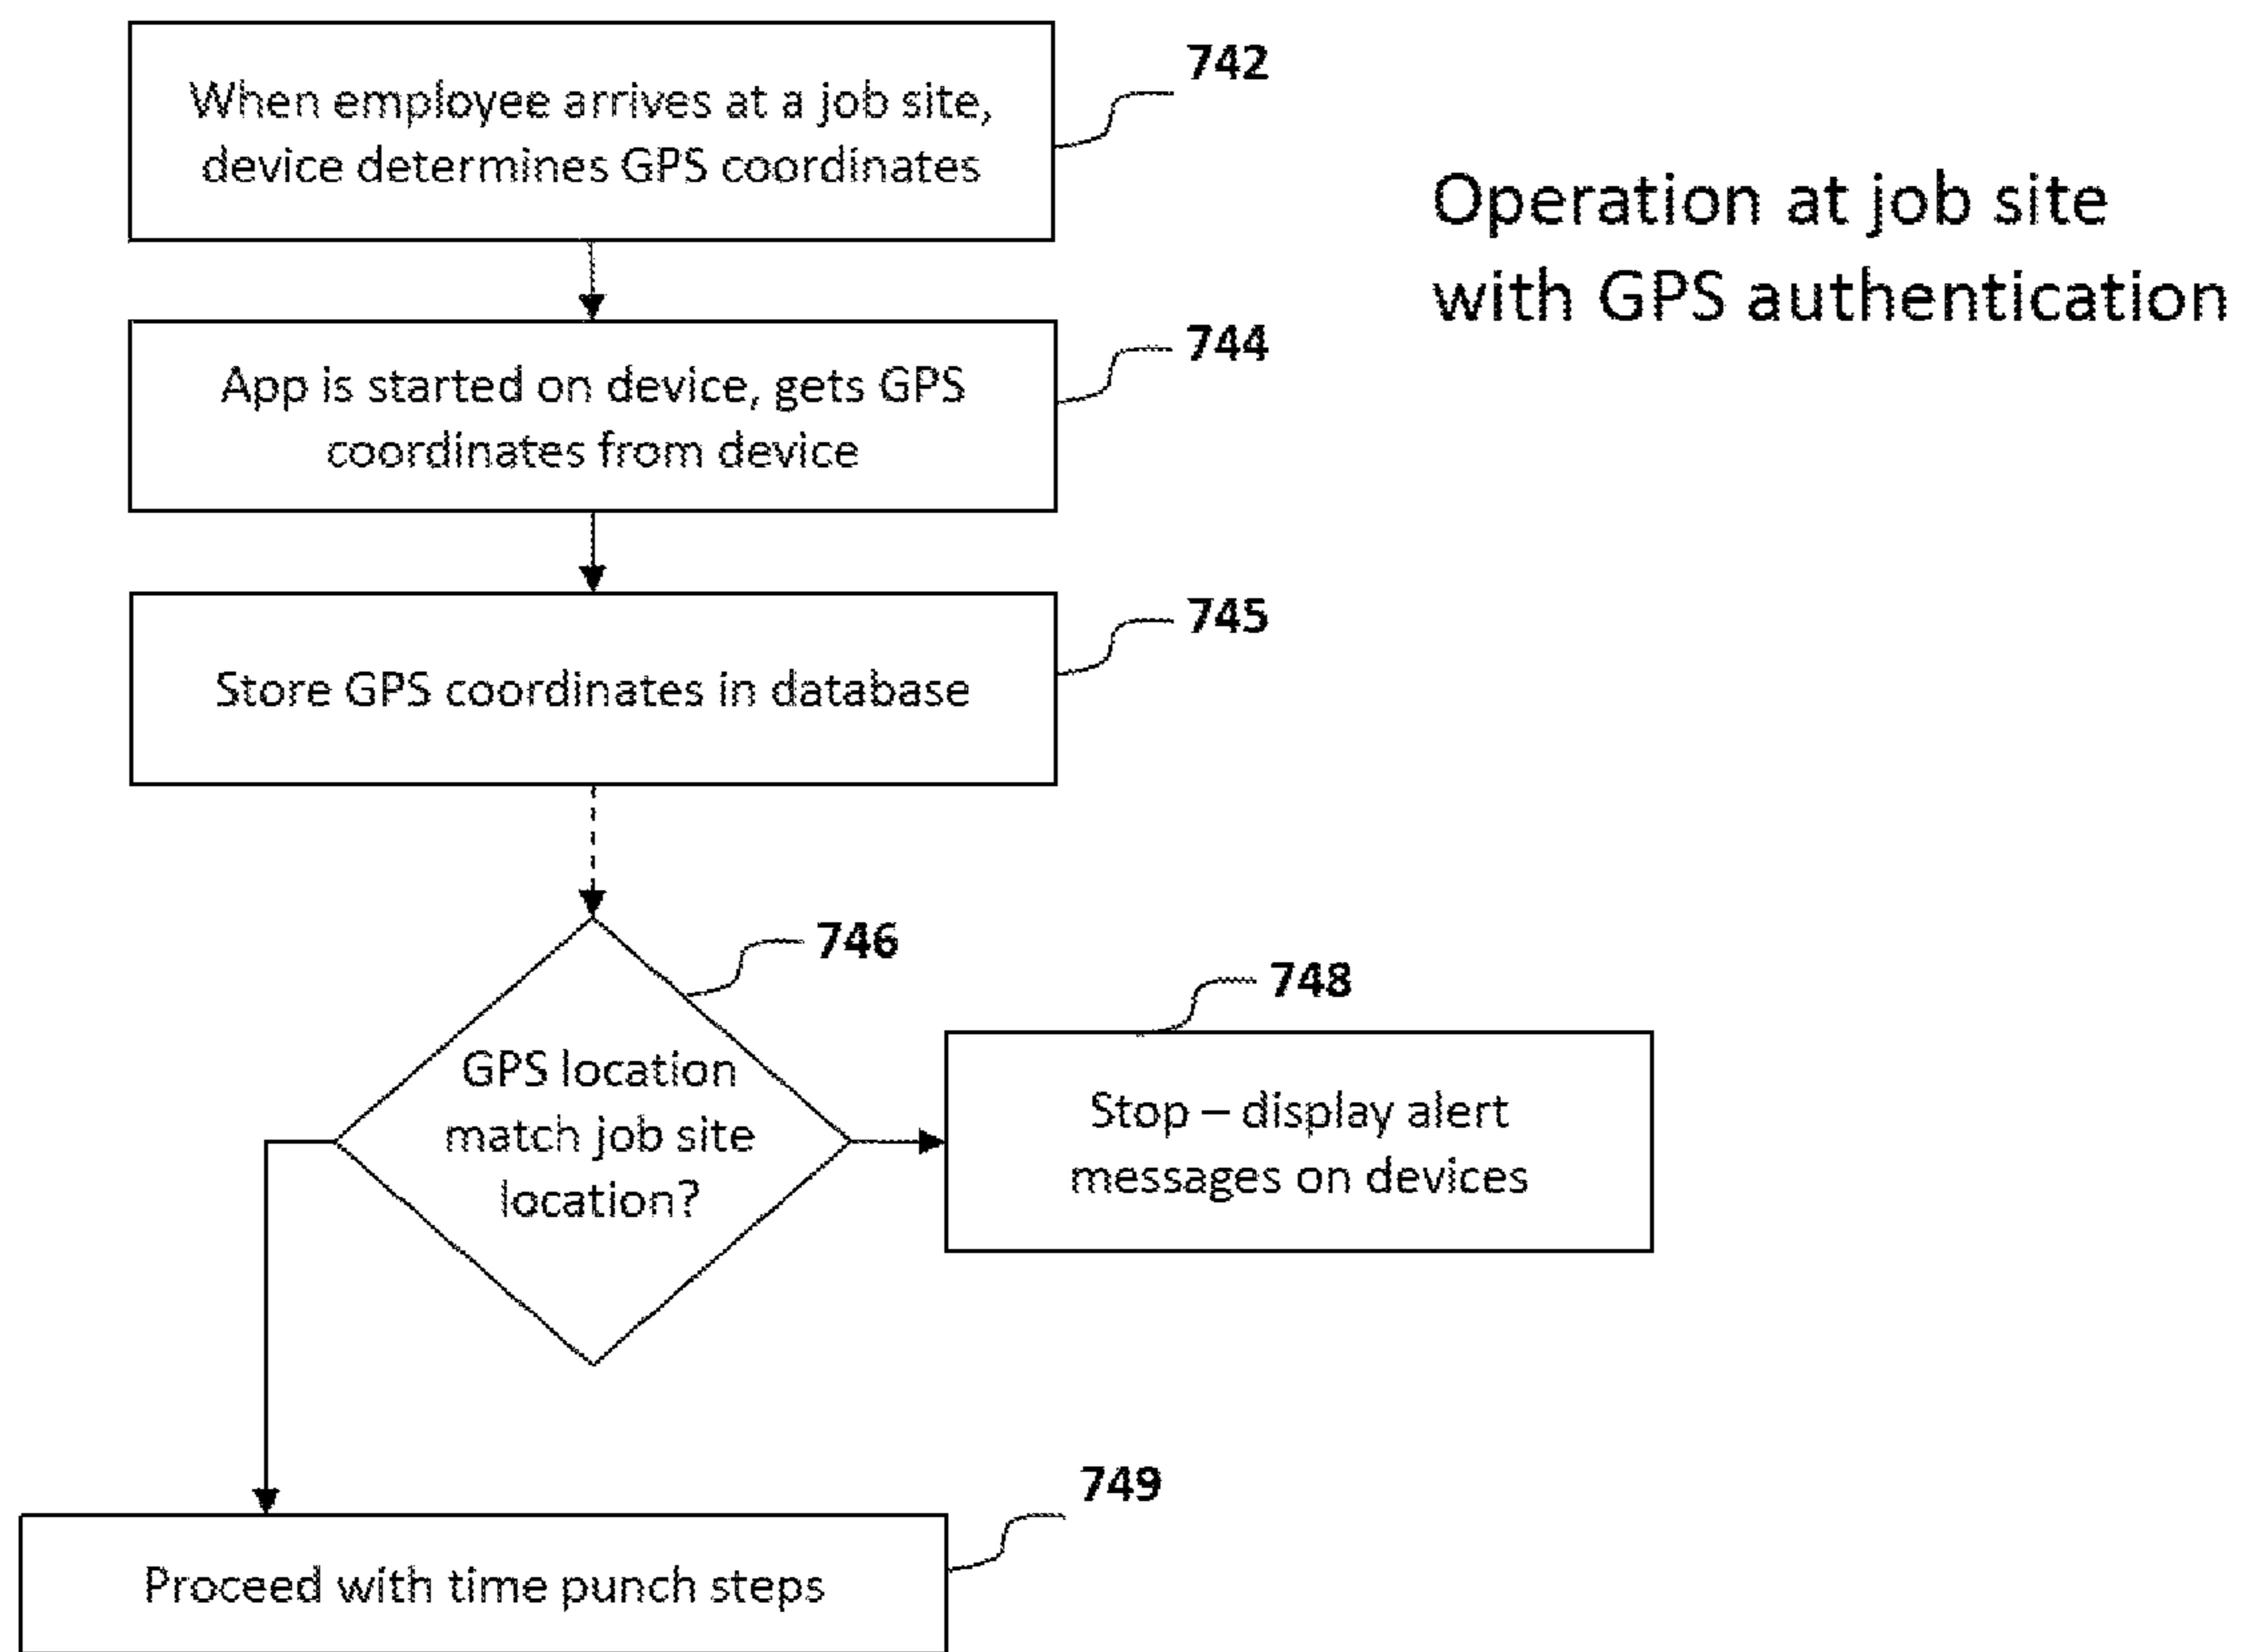 742
When employee arrives at a job site,
device determines GPS coordinates
Operation at job site
with GPS authentication
744
App is started on device, gets GPS
coordinates from device
745
Store GPS coordinates in database
746
748
GPS location
match job site
location?
Stop – display alert
messages on devices
749
Proceed with time punch steps